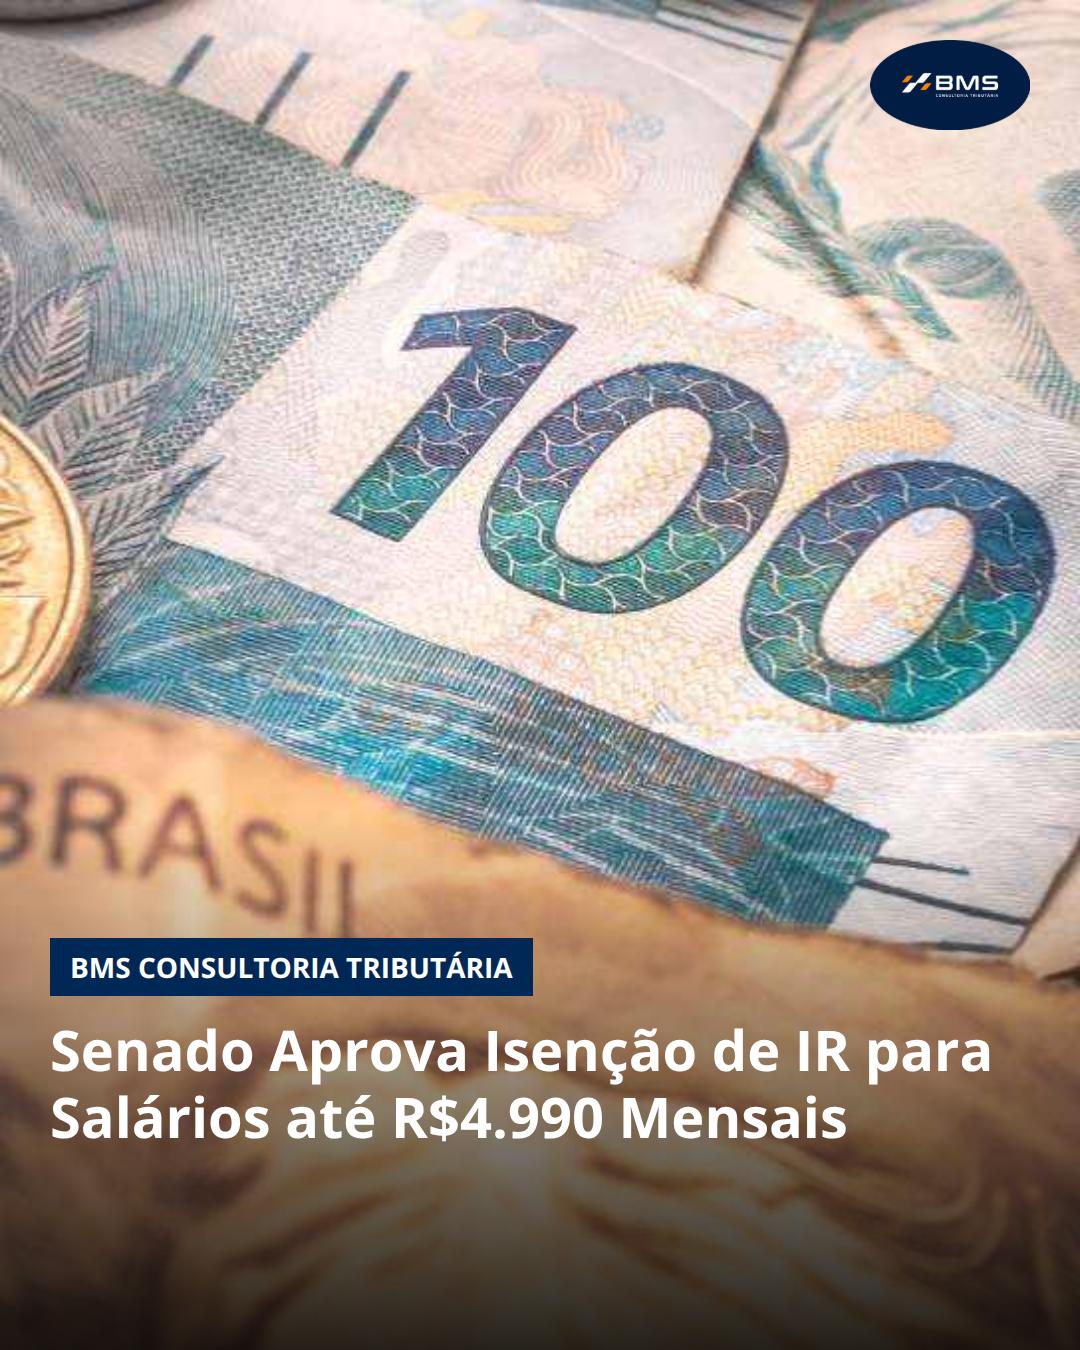 BMS
CONSULTORIA TRIBUTÁRIA
100
BRASIL
BMS CONSULTORIA TRIBUTÁRIA
Senado Aprova Isenção de IR para
Salários até R$4.990 Mensais